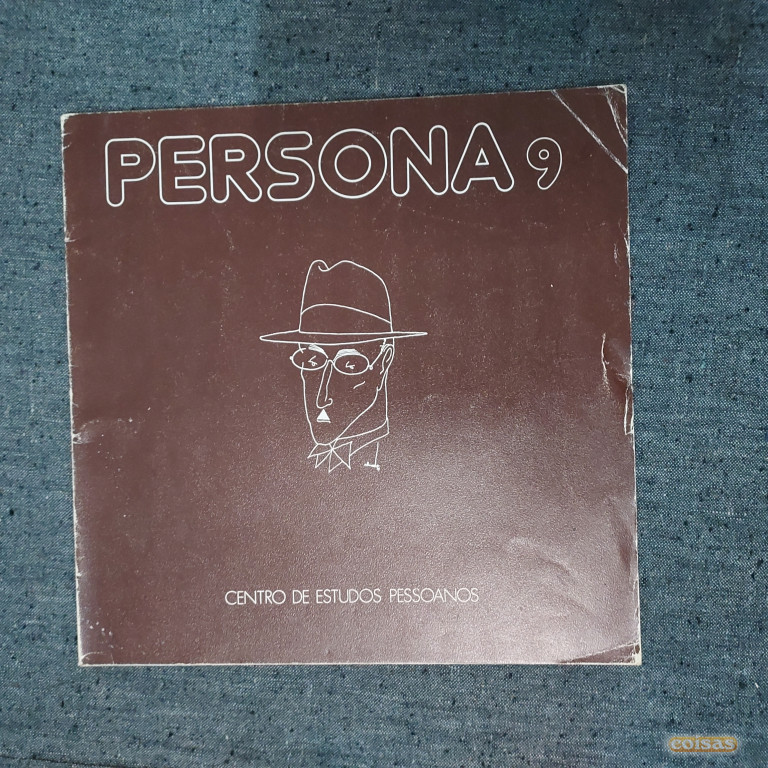 PERSONA 9
CENTRO DE ESTUDOS PESSOANOS
coisas